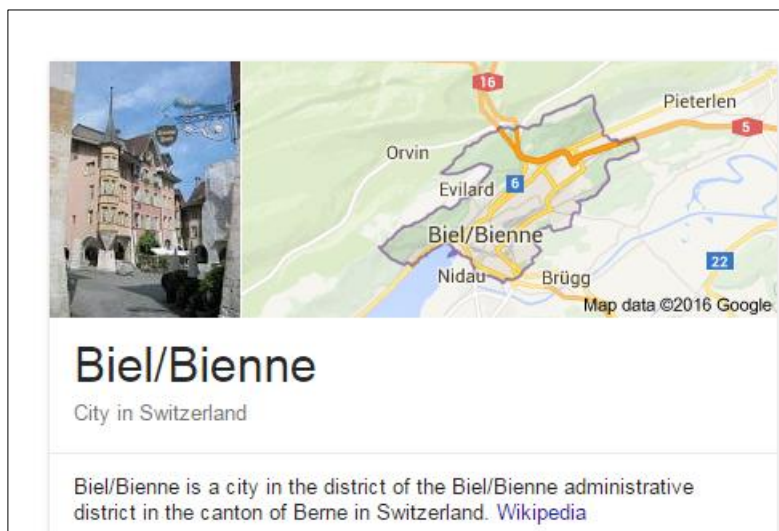 16
Pieterlen
5
Orvin
Evilard
6
Biel/Bienne
22
Nidau
Brügg
Map data ©2016 Google
Biel/Bienne
City in Switzerland
Biel/Bienne is a city in the district of the Biel/Bienne administrative
district in the canton of Berne in Switzerland. Wikipedia